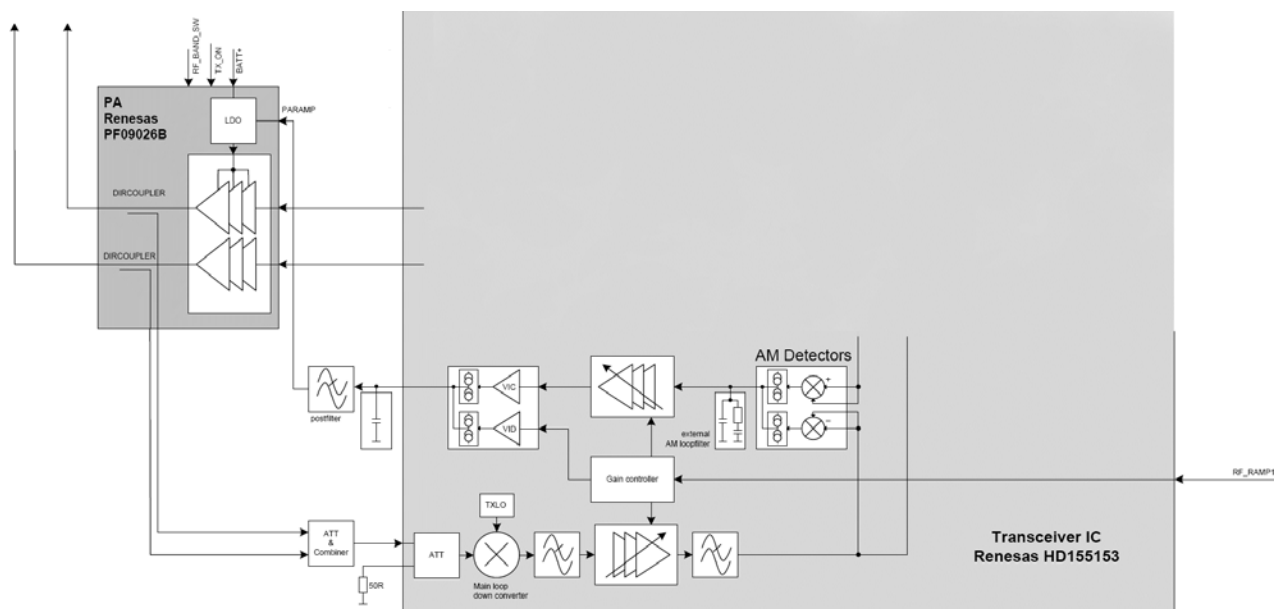 RF_BAND_SW
TX_ON
BATT+
PA
Renesas
PF09026B
LDO
PARAMP
DIRCOUPLER
DIRCOUPLER
AM Detectors
+
VIC
postfilter
VID
−
external
AM loopfilter
Gain controller
RF_RAMP1
TXLO
ATT
&
Combiner
ATT
50R
Main loop
down converter
Transceiver IC
Renesas HD155153